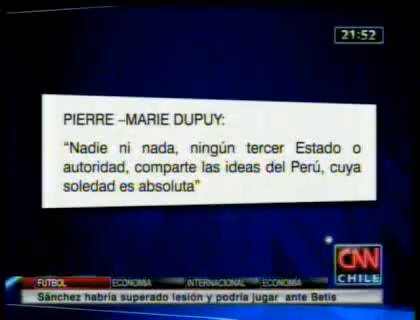 21:52
PIERRE –MARIE DUPUY:
“Nadie ni nada, ningún tercer Estado o
autoridad, comparte las ideas del Perú, cuya
soledad es absoluta”
CNN
CHILE
FUTBOL ECONOMIA INTERNACIONAL ECONOMIA
Sánchez habría superado lesión y podría jugar ante Betis